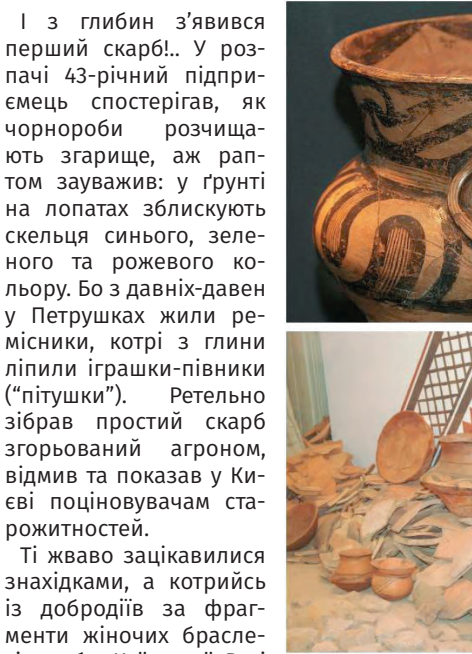 І з глибин з’явився
перший скарб!.. У роз-
пачі 43-річний підпри-
ємець спостерігав, як
чорнороби розчища-
ють згарище, аж рап-
том зауважив: у ґрунті
на лопатах зблискують
скельця синього, зеле-
ного та рожевого ко-
льору. Бо з давніх-давен
у Петрушках жили ре-
місники, котрі з глини
ліпили іграшки-півники
(“пітушки”). Ретельно
зібрав простий скарб
згорьований агроном,
відмив та показав у Ки-
єві поціновувачам ста-
рожитностей.
Ті жваво зацікавилися
знахідками, а котрийсь
із добродіїв за фраг-
менти жіночих брасле-